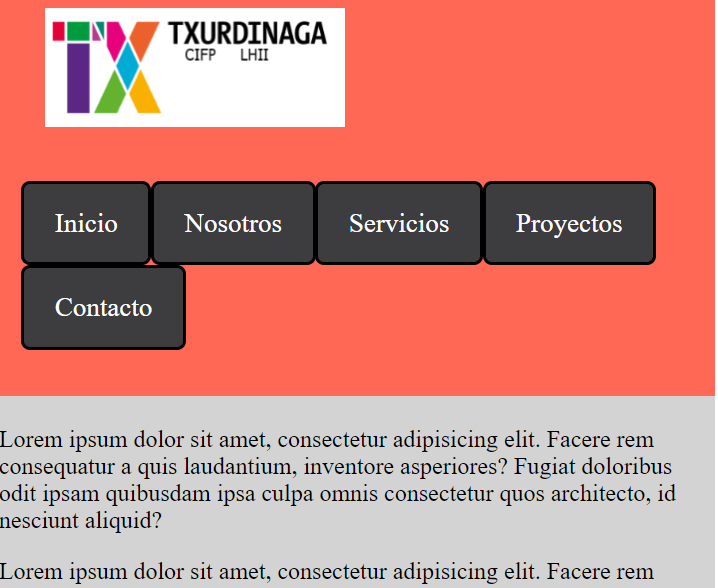 TX TXURDINAGA
CIFP LHII
Inicio Nosotros Servicios Proyectos
Contacto
Lorem ipsum dolor sit amet, consectetur adipisicing elit. Facere rem
consequatur a quis laudantium, inventore asperiores? Fugiat doloribus
odit ipsam quibusdam ipsa culpa omnis consectetur quos architecto, id
nesciunt aliquid?
Lorem ipsum dolor sit amet, consectetur adipisicing elit. Facere rem